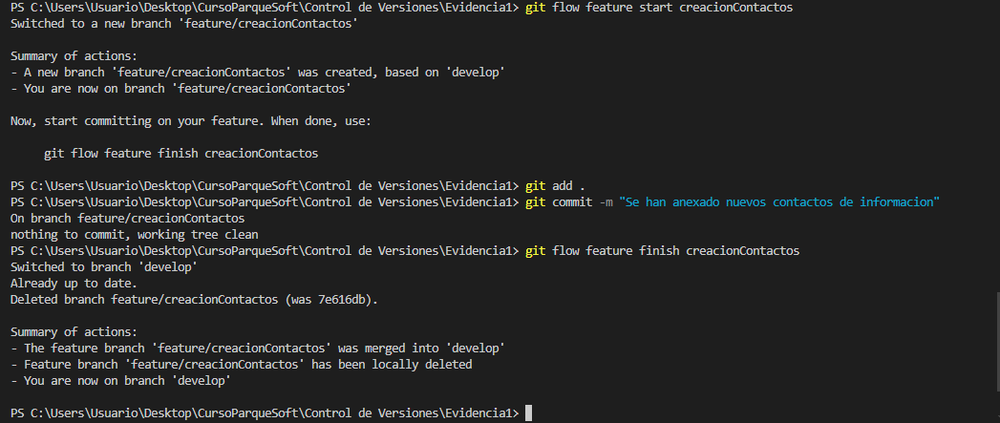 PS C:\Users\Usuario\Desktop\CursoParqueSoft\Control de Versiones\Evidencia1> git flow feature start creacionContactos
Switched to a new branch 'feature/creacionContactos'
Summary of actions:
- A new branch 'feature/creacionContactos' was created, based on 'develop'
- You are now on branch 'feature/creacionContactos'
Now, start committing on your feature. When done, use:
git flow feature finish creacionContactos
PS C:\Users\Usuario\Desktop\CursoParqueSoft\Control de Versiones\Evidencia1> git add .
PS C:\Users\Usuario\Desktop\CursoParqueSoft\Control de Versiones\Evidencia1> git commit -m "Se han anexado nuevos contactos de informacion"
On branch feature/creacionContactos
nothing to commit, working tree clean
PS C:\Users\Usuario\Desktop\CursoParqueSoft\Control de Versiones\Evidencia1> git flow feature finish creacionContactos
Switched to branch 'develop'
Already up to date.
Deleted branch feature/creacionContactos (was 7e616db).
Summary of actions:
- The feature branch 'feature/creacionContactos' was merged into 'develop'
- Feature branch 'feature/creacionContactos' has been locally deleted
- You are now on branch 'develop'
PS C:\Users\Usuario\Desktop\CursoParqueSoft\Control de Versiones\Evidencia1>